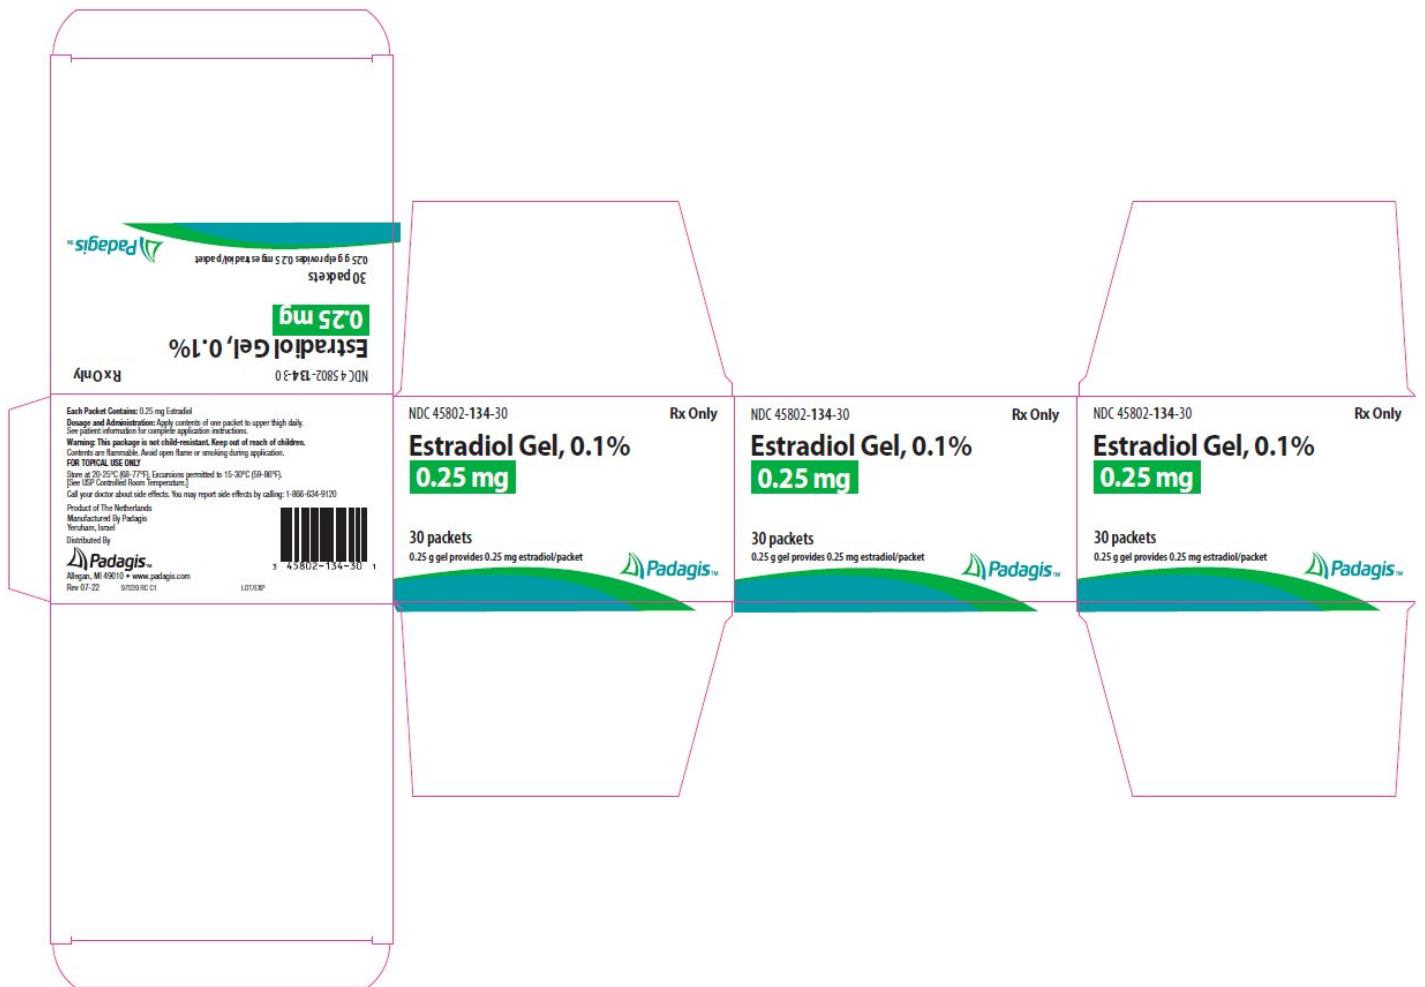 NDC 45802-134-30 Rx Only
Estradiol Gel, 0.1%
0.25 mg
30 packets
0.25 g gel provides 0.25 mg estradiol/packet
Padagis™
Each Packet Contains: 0.25 mg Estradiol
Dosage and Administration: Apply contents of one packet to upper thigh daily.
See patient information for complete application instructions.
Warning: This package is not child-resistant. Keep out of reach of children.
Contents are flammable. Avoid open flame or smoking during application.
FOR TOPICAL USE ONLY
Store at 20-25°C (68-77°F), Excursions permitted to 15-30°C (59-86°F).
[See USP Controlled Room Temperature.]
Call your doctor about side effects. You may report side effects by calling: 1-866-634-9120
Product of The Netherlands
Manufactured By Padagis
Yeruham, Israel
Distributed By
Padagis™
Allegan, MI 49010 • www.padagis.com
Rev 07-22 97S39 RC C1 LOT/EXP
3 45802-134-30 1
NDC 45802-134-30 Rx Only
Estradiol Gel, 0.1%
0.25 mg
30 packets
0.25 g gel provides 0.25 mg estradiol/packet
Padagis™
NDC 45802-134-30 Rx Only
Estradiol Gel, 0.1%
0.25 mg
30 packets
0.25 g gel provides 0.25 mg estradiol/packet
Padagis™
NDC 45802-134-30 Rx Only
Estradiol Gel, 0.1%
0.25 mg
30 packets
0.25 g gel provides 0.25 mg estradiol/packet
Padagis™